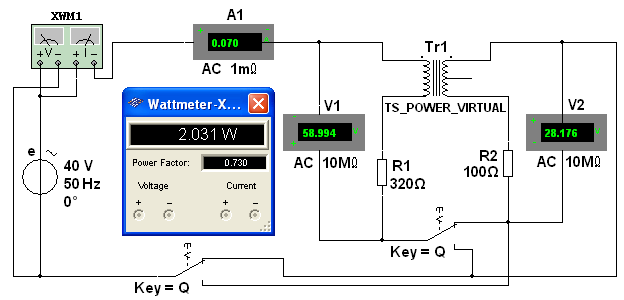 XWM1
+V- +I-
A1
0.070
AC 1mΩ
Tr1
TS_POWER_VIRTUAL
Wattmeter-X...
2.031 W
Power Factor: 0.730
Voltage Current
+ - + -
V1
58.994
AC 10MΩ
V2
28.176
AC 10MΩ
R1
320Ω
R2
100Ω
e
40 V
50 Hz
0°
Key = Q
Key = Q